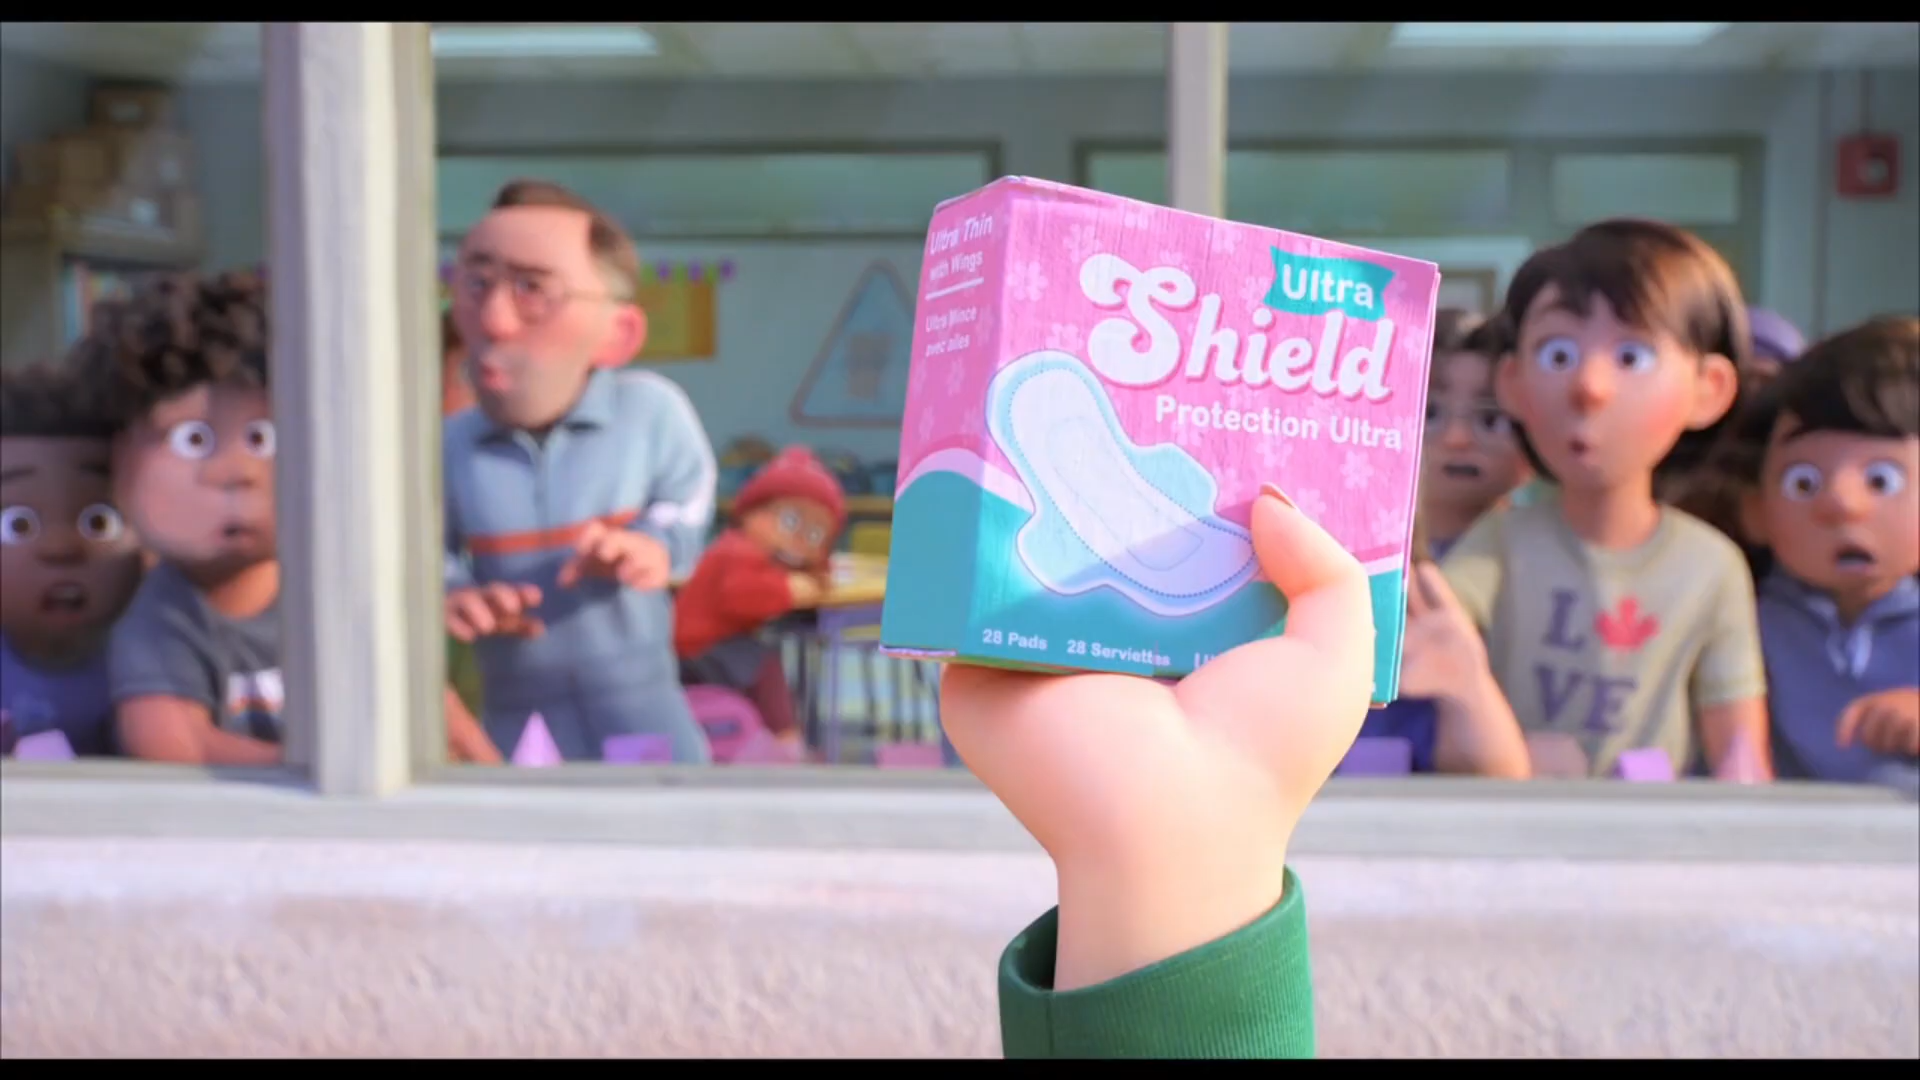 Ultra Thin
with Wings
Ultra Mince
avec ailes
Ultra
Shield
Protection Ultra
28 Pads 28 Serviettes
L
VE